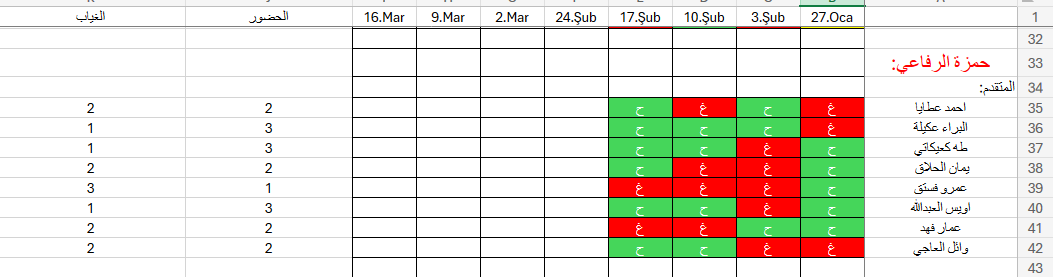 1 27.Oca 3.Şub 10.Şub 17.Şub 24.Şub 2.Mar 9.Mar 16.Mar الحضور الغياب
32
33 حمزة الرفاعي:
34 المتقدم:
35 احمد عطايا غ ح غ ح 2 2
36 البراء عكيلة غ ح ح ح 3 1
37 طه كعيكاتي ح غ ح ح 3 1
38 يمان الحلاق ح غ غ ح 2 2
39 عمرو فستق ح غ غ غ 1 3
40 اويس العبدالله ح غ ح ح 3 1
41 عمار فهد ح ح غ غ 2 2
42 وائل العاجي غ غ ح ح 2 2
43